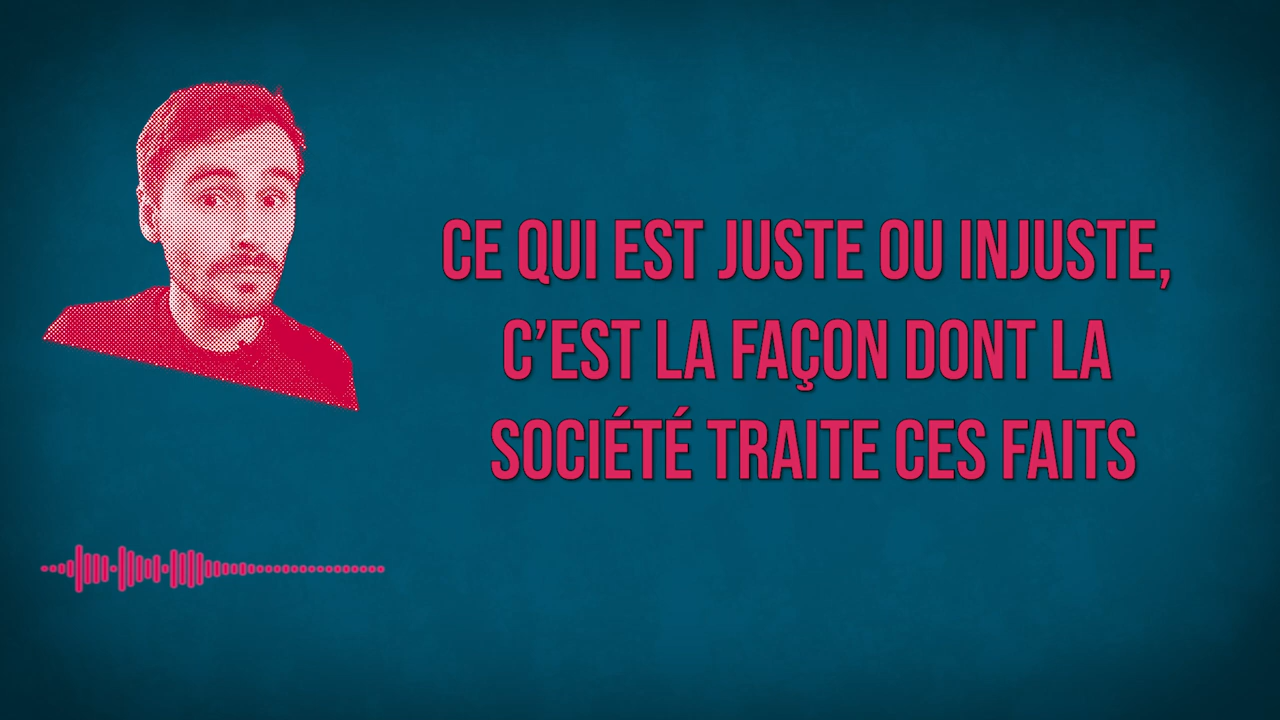 CE QUI EST JUSTE OU INJUSTE,
C’EST LA FAÇON DONT LA
SOCIÉTÉ TRAITE CES FAITS